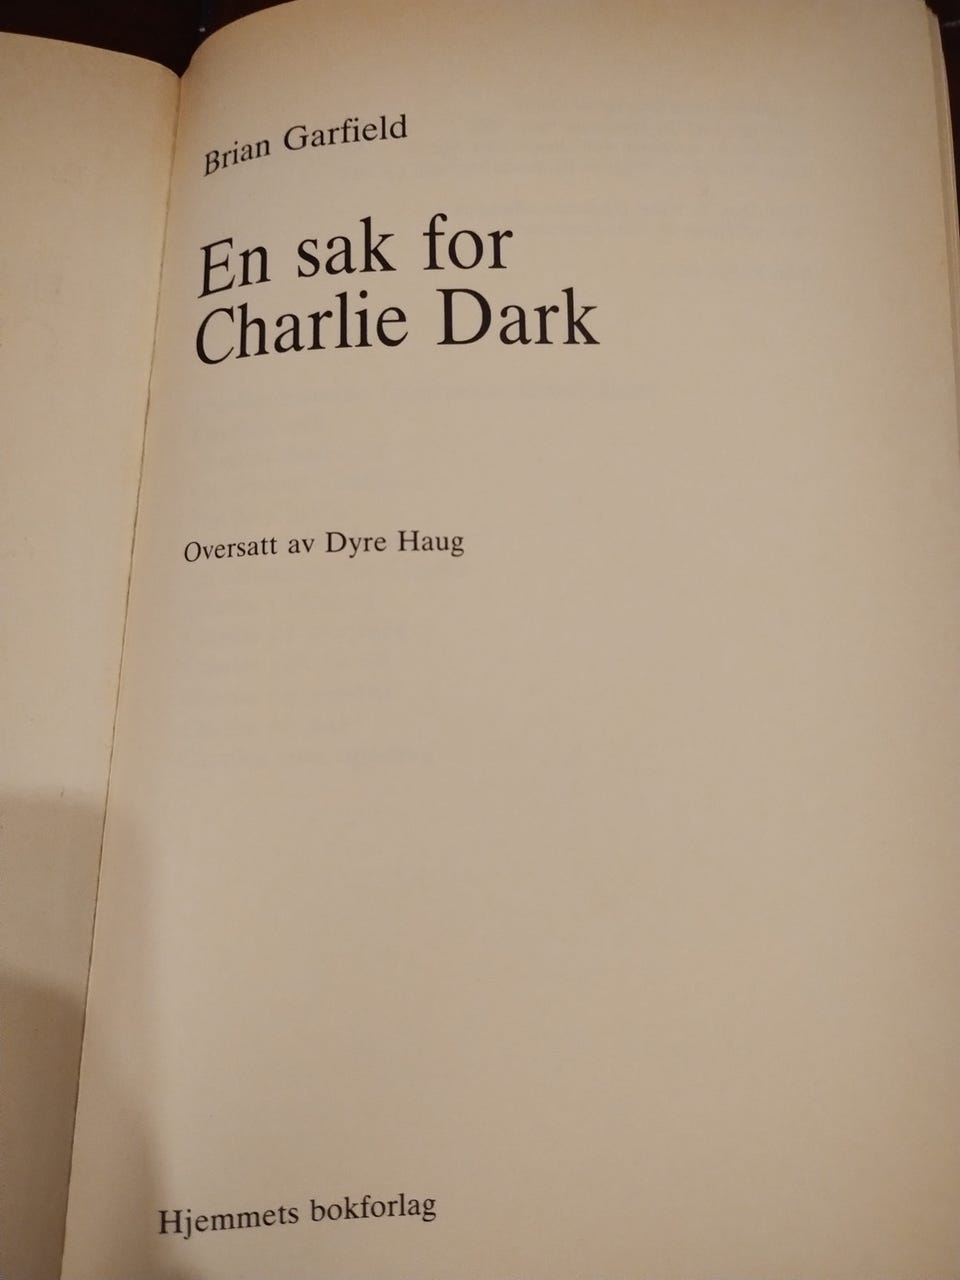 Brian Garfield
En sak for
Charlie Dark
Oversatt av Dyre Haug
Hjemmets bokforlag